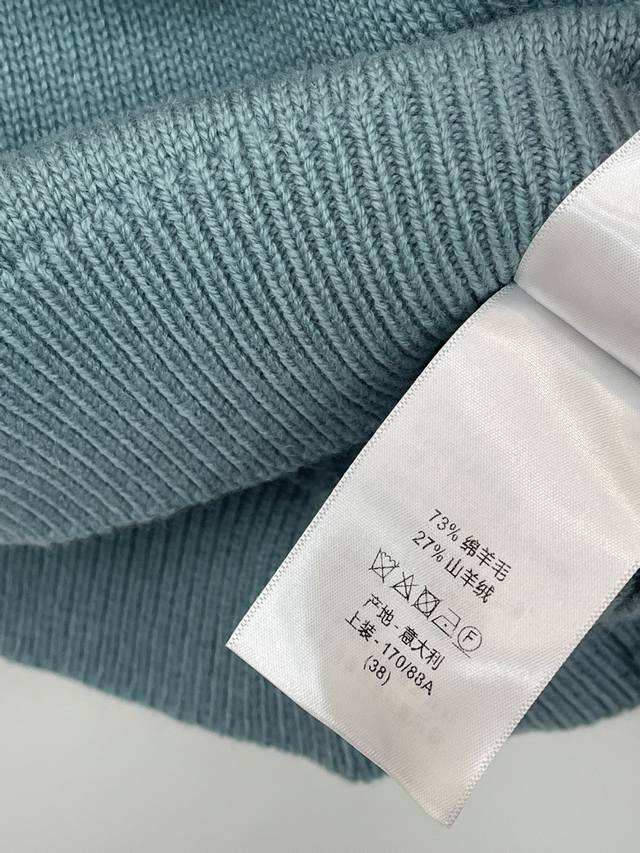 73% 绵羊毛
27% 山羊绒
F
产地 - 意大利
上装 - 170/88A
(38)